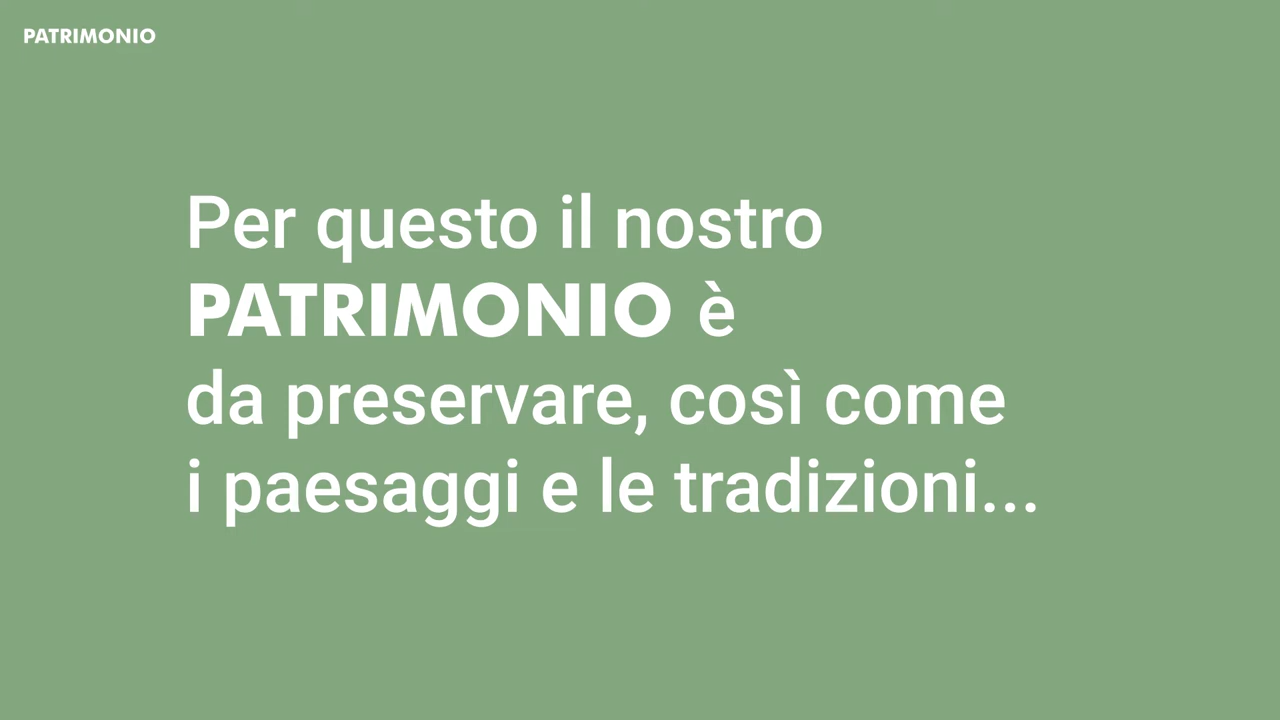 PATRIMONIO
Per questo il nostro
PATRIMONIO è
da preservare, così come
i paesaggi e le tradizioni...